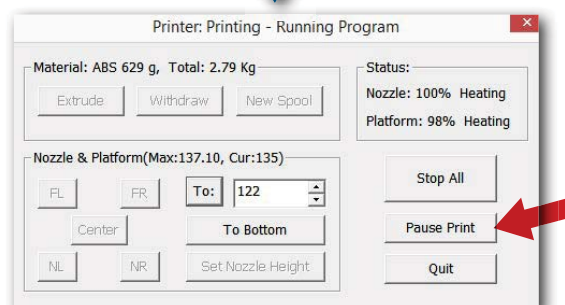 Printer: Printing - Running Program
Material: ABS 629 g, Total: 2.79 Kg
Extrude Withdraw New Spool
Status:
Nozzle: 100% Heating
Platform: 98% Heating
Nozzle & Platform(Max:137.10, Cur:135)
FL FR To: 122
Center To Bottom
NL NR Set Nozzle Height
Stop All
Pause Print
Quit